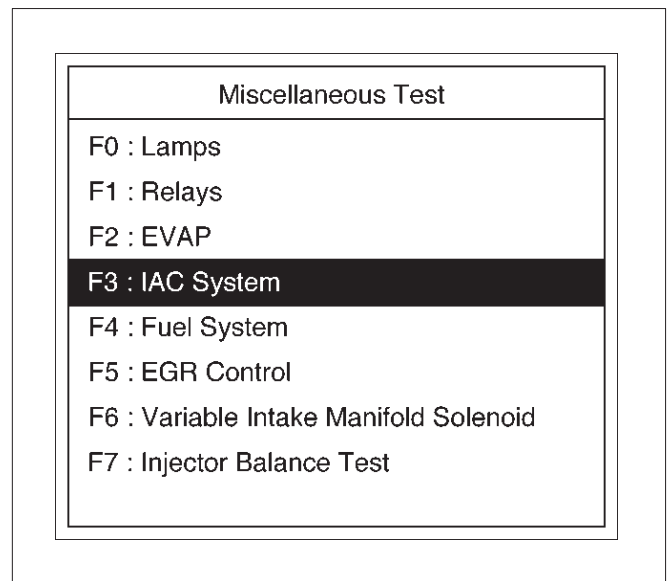 Miscellaneous Test
F0 : Lamps
F1 : Relays
F2 : EVAP
F3 : IAC System
F4 : Fuel System
F5 : EGR Control
F6 : Variable Intake Manifold Solenoid
F7 : Injector Balance Test